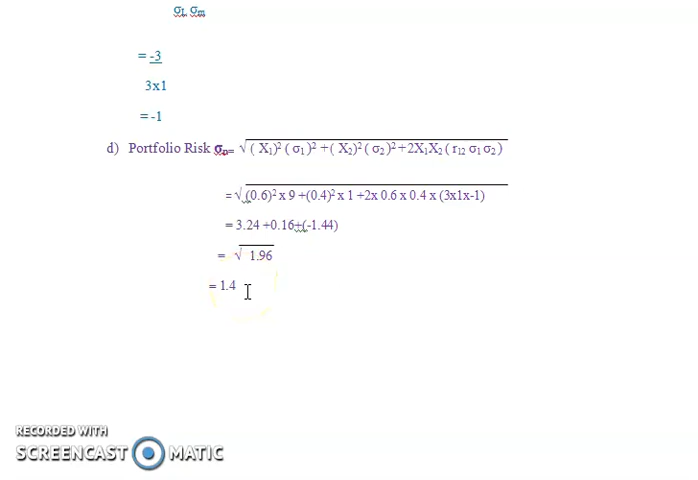 σL σm
= -3
3x1
= -1
d) Portfolio Risk σp= √ ( X₁)² ( σ₁)² +( X₂)² ( σ₂)² +2X₁X₂ ( r₁₂ σ₁ σ₂ )
= √ (0.6)² x 9 +(0.4)² x 1 +2x 0.6 x 0.4 x (3x1x-1)
= 3.24 +0.16+(-1.44)
= √ 1.96
= 1.4
RECORDED WITH
SCREENCAST MATIC